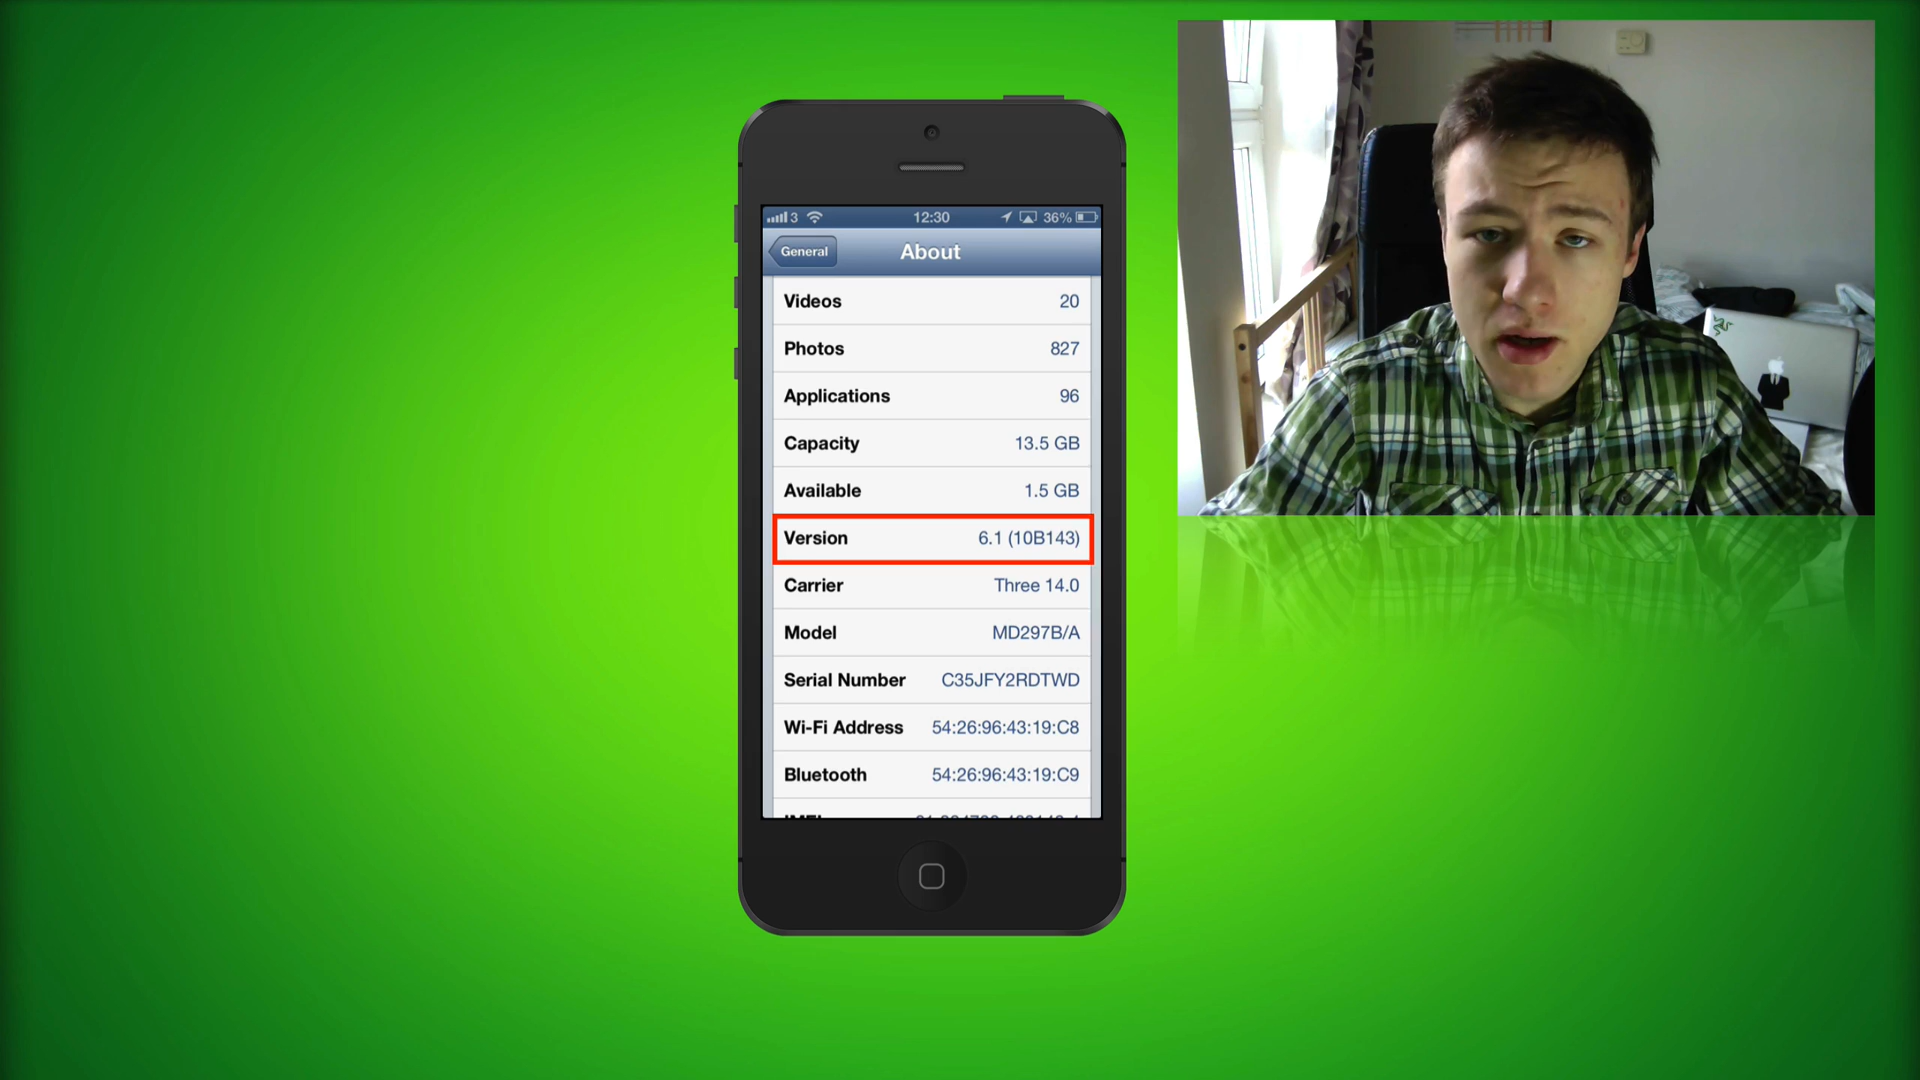 3 12:30 36%
General About
Videos 20
Photos 827
Applications 96
Capacity 13.5 GB
Available 1.5 GB
Version 6.1 (10B143)
Carrier Three 14.0
Model MD297B/A
Serial Number C35JFY2RDTWD
Wi-Fi Address 54:26:96:43:19:C8
Bluetooth 54:26:96:43:19:C9